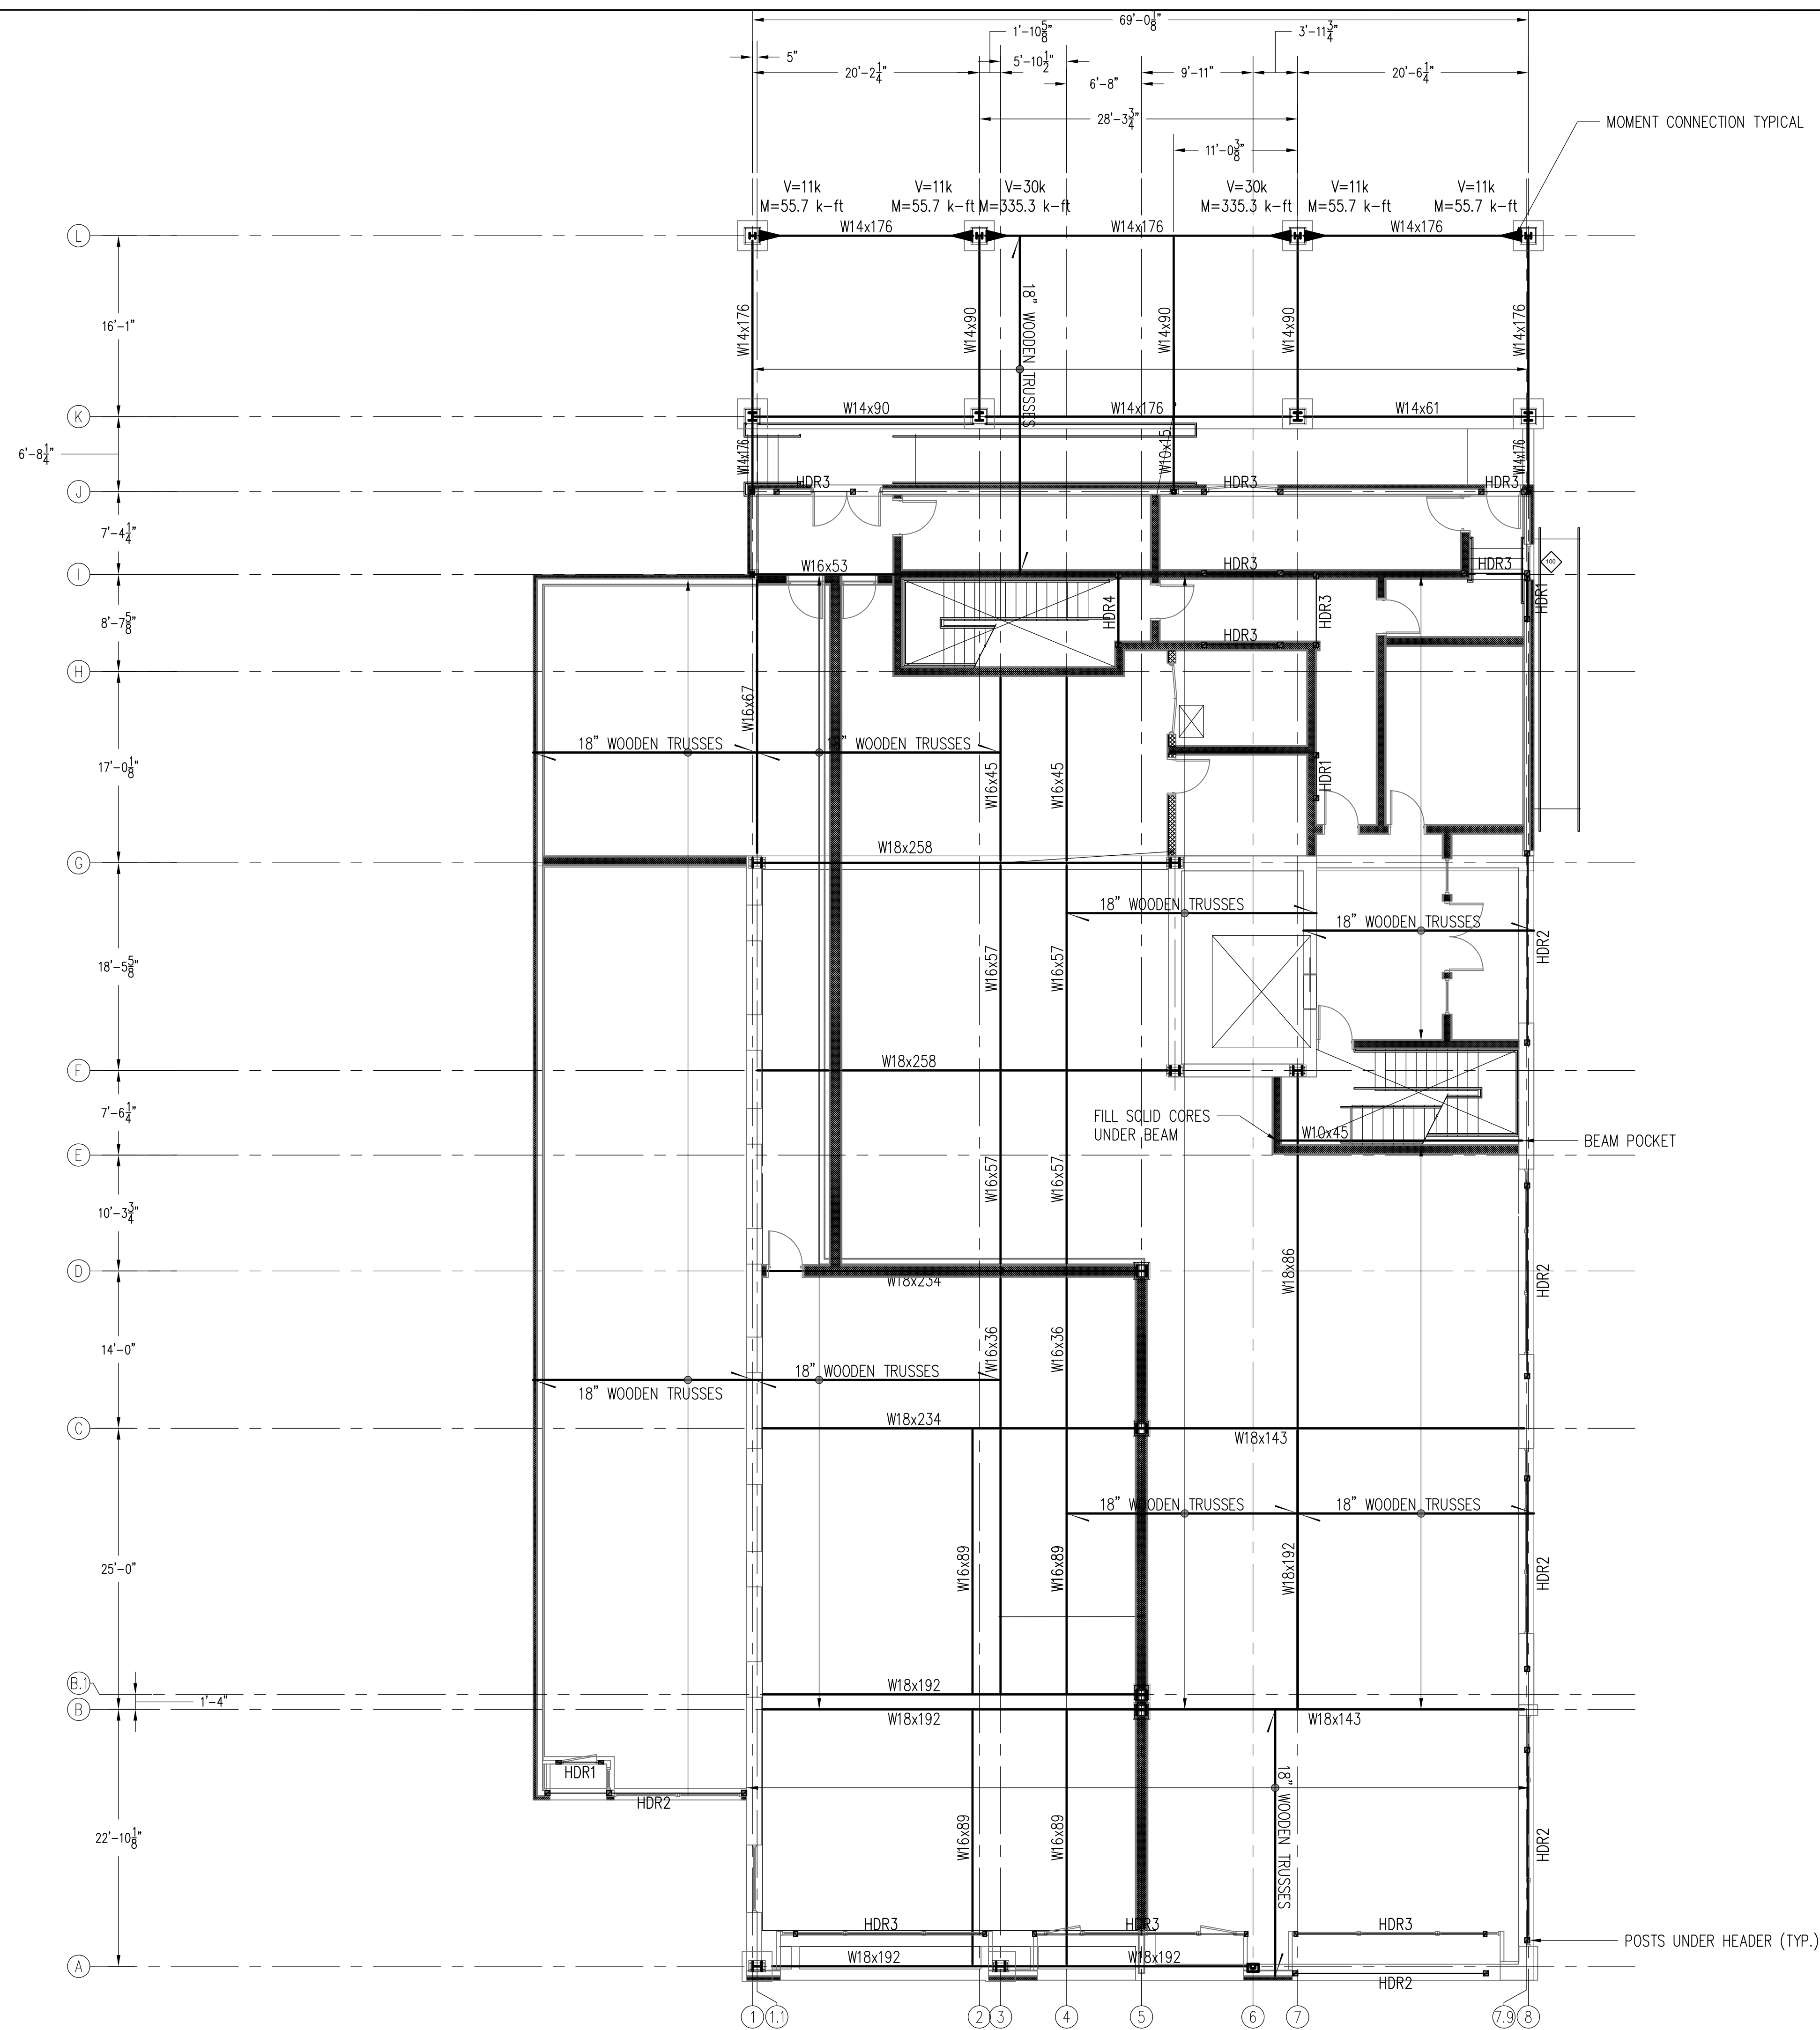 69'-0 1/8"
1'-10 5/8"
3'-11 3/4"
5"
20'-2 1/4"
5'-10 1/2"
9'-11"
20'-6 1/4"
6'-8"
28'-3 3/4"
11'-0 3/8"
MOMENT CONNECTION TYPICAL
V=11k
M=55.7 k-ft
V=11k
M=55.7 k-ft
V=30k
M=335.3 k-ft
V=30k
M=335.3 k-ft
V=11k
M=55.7 k-ft
V=11k
M=55.7 k-ft
L
W14x176
W14x176
W14x176
16'-1"
W14x176
W14x90
18" WOODEN TRUSSES
W14x90
W14x90
W14x176
K
W14x90
W14x176
W14x61
6'-8 1/4"
W14x176
W10x15
W14x176
J
HDR3
HDR3
HDR3
7'-4 1/4"
I
W16x53
HDR3
HDR3
100
8'-7 5/8"
HDR4
HDR3
HDR3
HDR1
H
W16x67
17'-0 1/8"
18" WOODEN TRUSSES
18" WOODEN TRUSSES
W16x45
W16x45
HDR1
G
W18x258
18'-5 5/8"
18" WOODEN TRUSSES
18" WOODEN TRUSSES
HDR2
W16x57
W16x57
F
W18x258
7'-6 1/4"
FILL SOLID CORES
UNDER BEAM
W10x45
BEAM POCKET
E
10'-3 3/4"
W16x57
W16x57
W18x86
HDR2
D
W18x234
14'-0"
W16x36
W16x36
18" WOODEN TRUSSES
18" WOODEN TRUSSES
C
W18x234
W18x143
18" WOODEN TRUSSES
18" WOODEN TRUSSES
25'-0"
W16x89
W16x89
W18x192
HDR2
B.1
W18x192
1'-4"
B
W18x192
W18x143
HDR1
HDR2
18" WOODEN TRUSSES
22'-10 1/8"
W16x89
W16x89
HDR2
HDR3
HDR3
HDR3
POSTS UNDER HEADER (TYP.)
A
W18x192
W18x192
HDR2
1
1.1
2
3
4
5
6
7
7.9
8